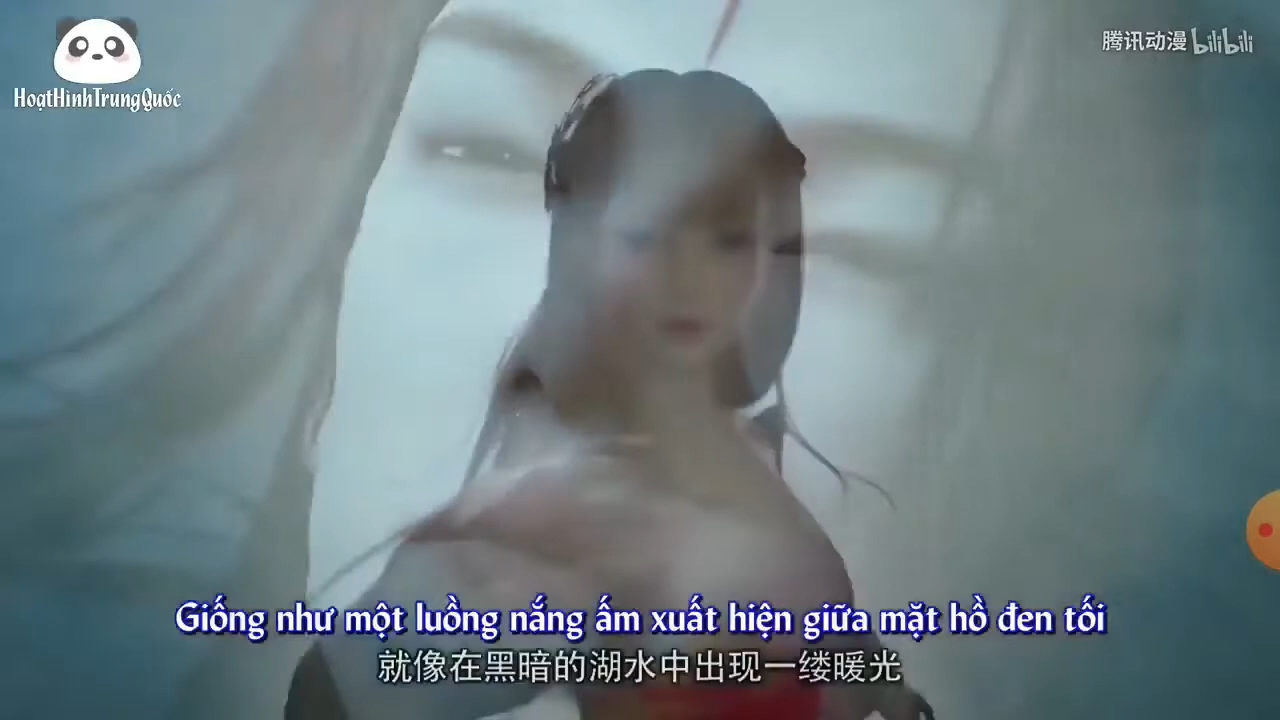 腾讯动漫 bilibili
HoạtHìnhTrungQuốc
Giống như một luồng nắng ấm xuất hiện giữa mặt hồ đen tối
就像在黑暗的湖水中出现一缕暖光